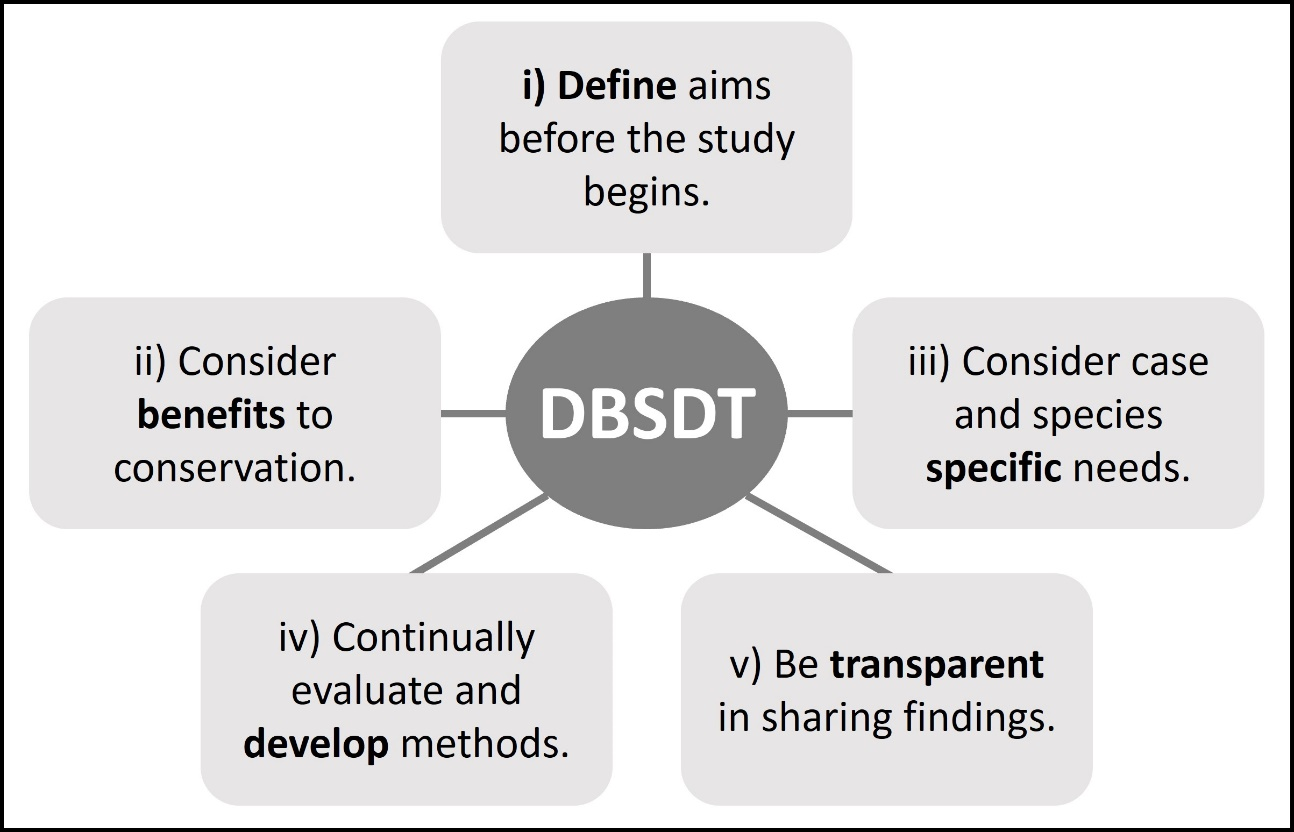 i) Define aims
before the study
begins.
ii) Consider
benefits to
conservation.
DBSDT
iii) Consider case
and species
specific needs.
iv) Continually
evaluate and
develop methods.
v) Be transparent
in sharing findings.